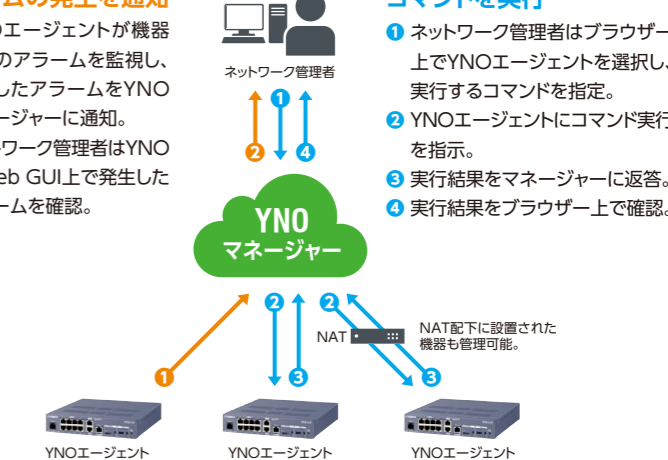 ムの発生を通知
のエージェントが機器
のアラームを監視し、
したアラームをYNO
ージャーに通知。
トワーク管理者はYNO
eb GUI上で発生した
ームを確認。
ネットワーク管理者
1
2
4
コマンドを実行
1 ネットワーク管理者はブラウザー
上でYNOエージェントを選択し、
実行するコマンドを指定。
2 YNOエージェントにコマンド実行
を指示。
3 実行結果をマネージャーに返答。
4 実行結果をブラウザー上で確認。
YNO
マネージャー
2
2
NAT
NAT配下に設置された
機器も管理可能。
1
3
3
YNOエージェント
YNOエージェント
YNOエージェント